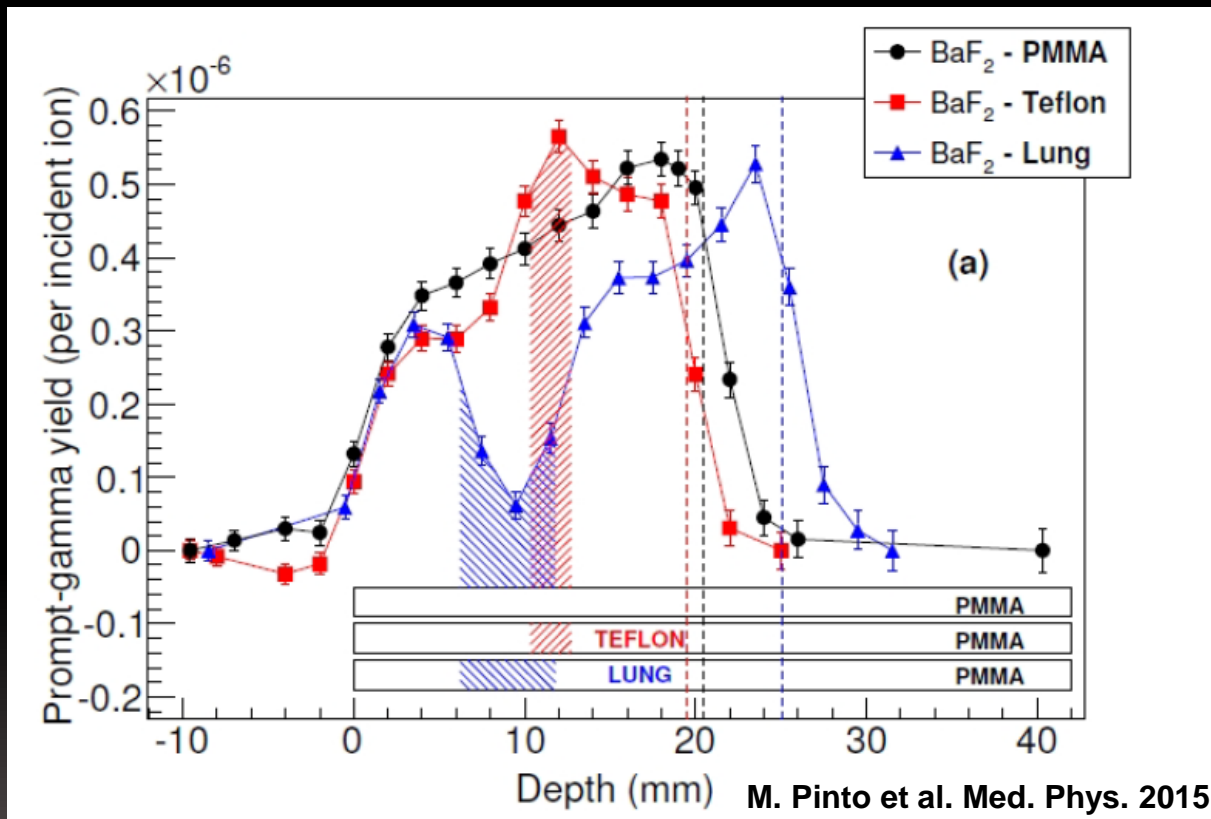 ×10⁻⁶
BaF₂ - PMMA
BaF₂ - Teflon
BaF₂ - Lung
Prompt-gamma yield (per incident ion)
0.6
0.5
0.4
0.3
0.2
0.1
0
-0.1
-0.2
(a)
PMMA
TEFLON PMMA
LUNG PMMA
-10 0 10 20 30 40
Depth (mm)
M. Pinto et al. Med. Phys. 2015